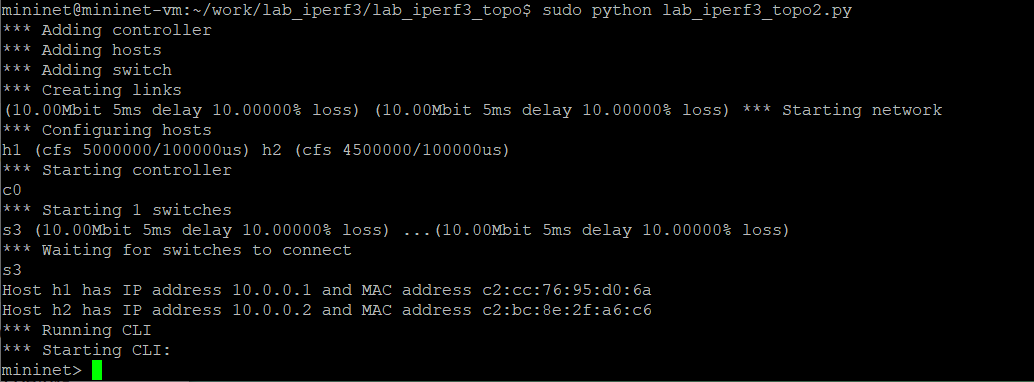 mininet@mininet-vm:~/work/lab_iperf3/lab_iperf3_topo$ sudo python lab_iperf3_topo2.py
*** Adding controller
*** Adding hosts
*** Adding switch
*** Creating links
(10.00Mbit 5ms delay 10.00000% loss) (10.00Mbit 5ms delay 10.00000% loss) *** Starting network
*** Configuring hosts
h1 (cfs 5000000/100000us) h2 (cfs 4500000/100000us)
*** Starting controller
c0
*** Starting 1 switches
s3 (10.00Mbit 5ms delay 10.00000% loss) ...(10.00Mbit 5ms delay 10.00000% loss)
*** Waiting for switches to connect
s3
Host h1 has IP address 10.0.0.1 and MAC address c2:cc:76:95:d0:6a
Host h2 has IP address 10.0.0.2 and MAC address c2:bc:8e:2f:a6:c6
*** Running CLI
*** Starting CLI:
mininet>